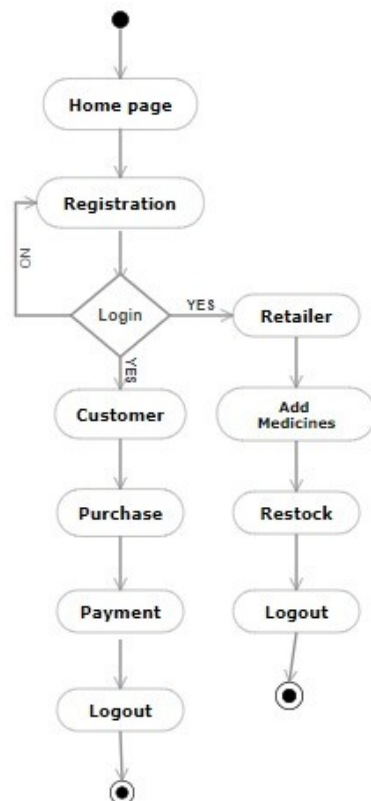 Home page
Registration
NO
Login
YES
Retailer
YES
Customer
Add
Medicines
Purchase
Restock
Payment
Logout
Logout